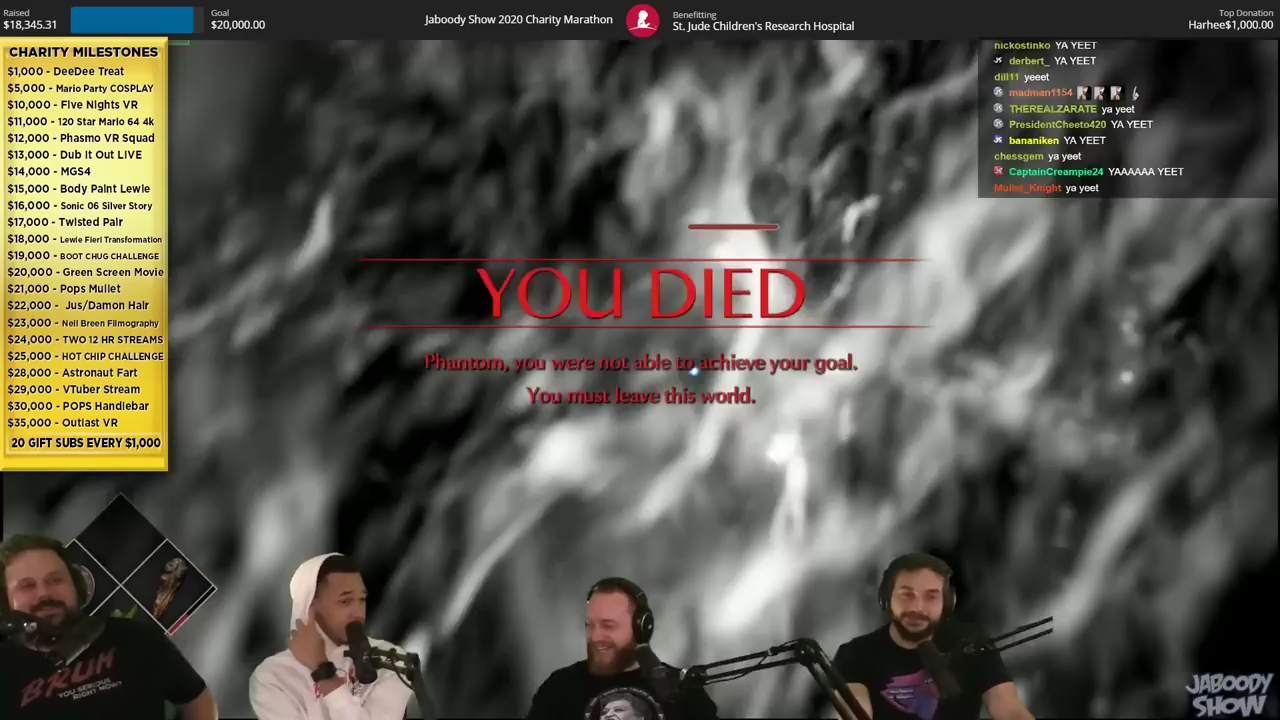 Raised
$18,345.31
Goal
$20,000.00
Jaboody Show 2020 Charity Marathon
Benefitting
St. Jude Children's Research Hospital
Top Donation
Harhee$1,000.00
CHARITY MILESTONES
$1,000 - DeeDee Treat
$5,000 - Mario Party COSPLAY
$10,000 - Five Nights VR
$11,000 - 120 Star Mario 64 4k
$12,000 - Phasmo VR Squad
$13,000 - Dub It Out LIVE
$14,000 - MGS4
$15,000 - Body Paint Lewie
$16,000 - Sonic 06 Silver Story
$17,000 - Twisted Pair
$18,000 - Lewie Fieri Transformation
$19,000 - BOOT CHUG CHALLENGE
$20,000 - Green Screen Movie
$21,000 - Pops Mullet
$22,000 - Jus/Damon Hair
$23,000 - Neil Breen Filmography
$24,000 - TWO 12 HR STREAMS
$25,000 - HOT CHIP CHALLENGE
$28,000 - Astronaut Fart
$29,000 - VTuber Stream
$30,000 - POPS Handlebar
$35,000 - Outlast VR
20 GIFT SUBS EVERY $1,000
nickostinko YA YEET
derbert_ YA YEET
dill11 yeeet
madman1154
THEREALZARATE ya yeet
PresidentCheeto420 YA YEET
bananiken YA YEET
chessgem ya yeet
CaptainCreampie24 YAAAAAA YEET
Muller_Knight ya yeet
YOU DIED
Phantom, you were not able to achieve your goal.
You must leave this world.
BRUH
YOU SERIOUS
RIGHT NOW?
JABOODY
SHOW